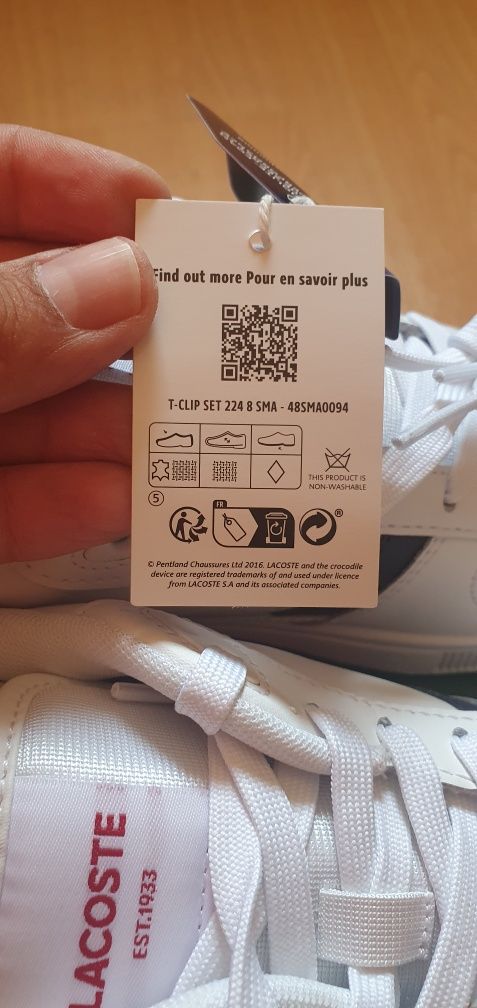 Find out more Pour en savoir plus
T-CLIP SET 224 8 SMA - 48SMA0094
THIS PRODUCT IS
NON-WASHABLE
5
FR
®
© Pentland Chaussures Ltd 2016. LACOSTE and the crocodile
device are registered trademarks of and used under licence
from LACOSTE S.A and its associated companies.
LACOSTE
EST.1933